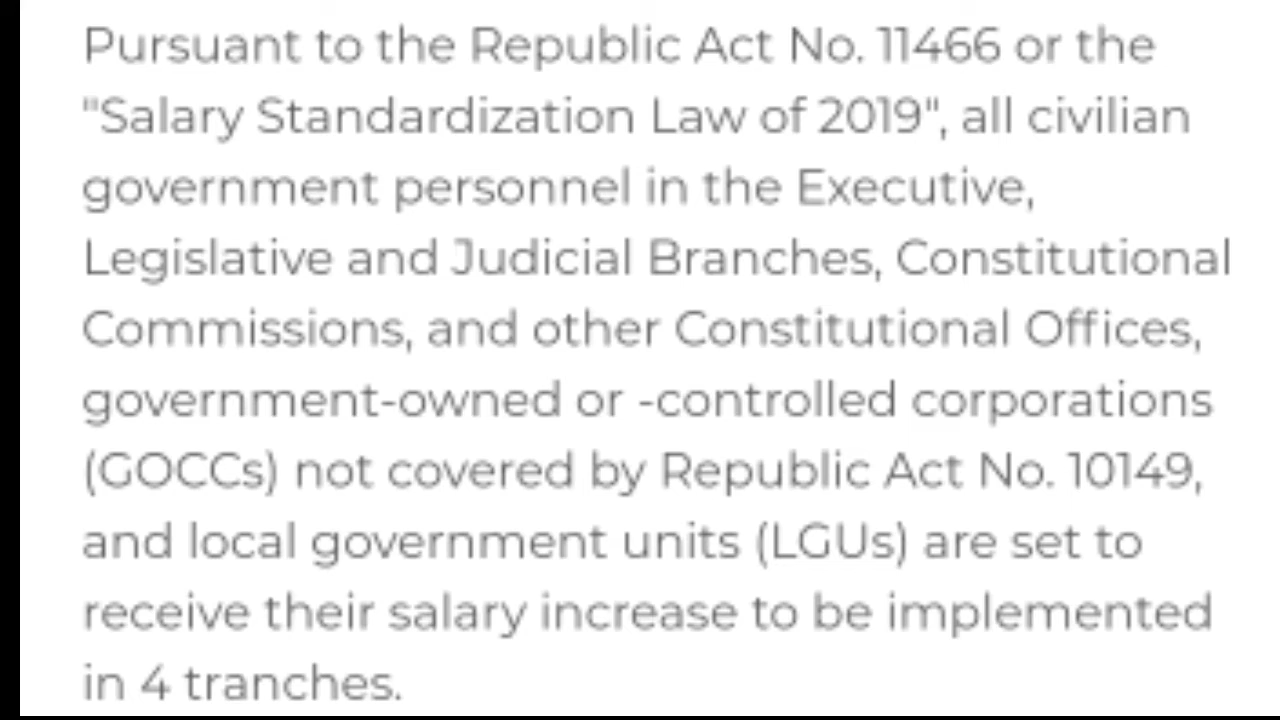 Pursuant to the Republic Act No. 11466 or the
"Salary Standardization Law of 2019", all civilian
government personnel in the Executive,
Legislative and Judicial Branches, Constitutional
Commissions, and other Constitutional Offices,
government-owned or -controlled corporations
(GOCCs) not covered by Republic Act No. 10149,
and local government units (LGUs) are set to
receive their salary increase to be implemented
in 4 tranches.